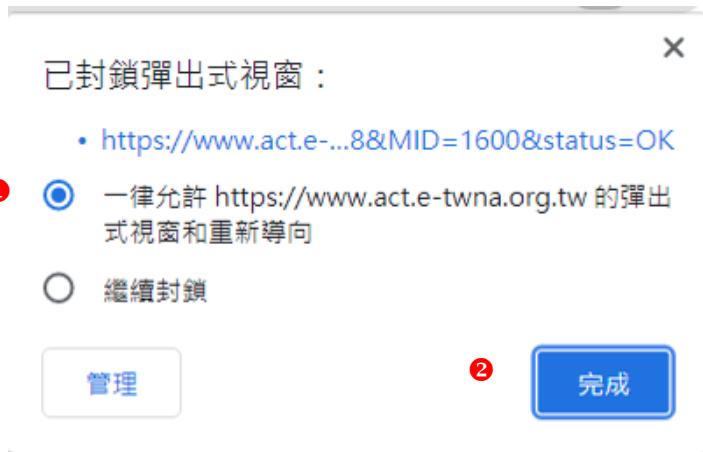 已封鎖彈出式視窗：
• https://www.act.e-...8&MID=1600&status=OK
一律允許 https://www.act.e-twna.org.tw 的彈出
式視窗和重新導向
繼續封鎖
管理
2
完成